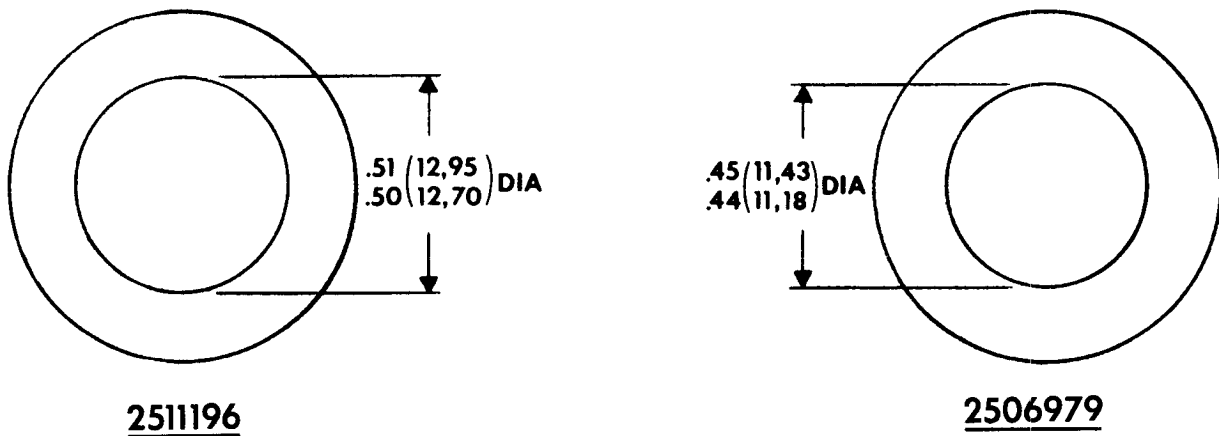 .51 (12,95
.50 (12,70) DIA
.45 (11,43
.44 (11,18) DIA
2511196
2506979